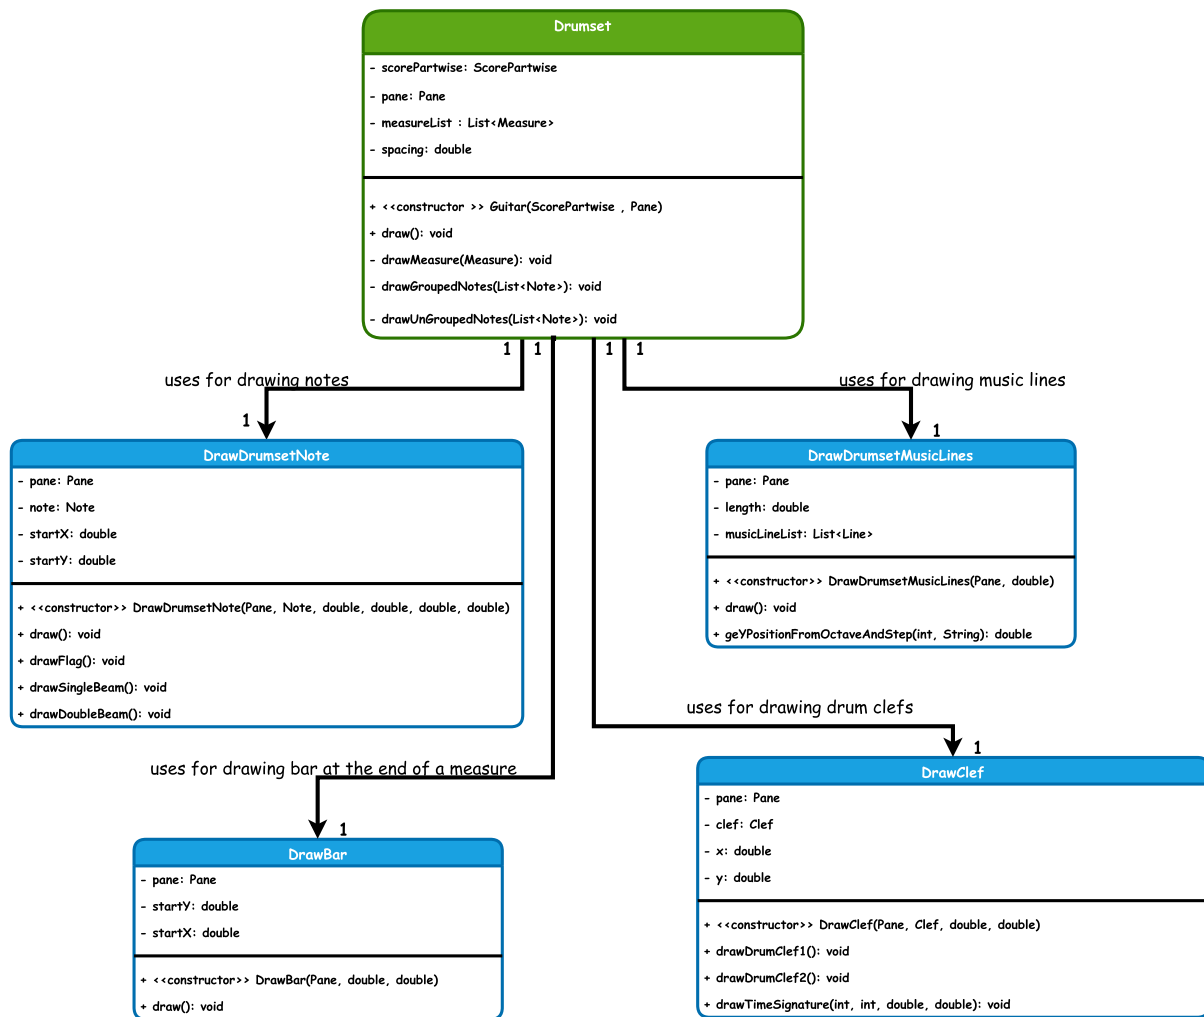 Drumset
- scorePartwise: ScorePartwise
- pane: Pane
- measureList : List<Measure>
- spacing: double
+ <<constructor >> Guitar(ScorePartwise , Pane)
+ draw(): void
- drawMeasure(Measure): void
- drawGroupedNotes(List<Note>): void
- drawUnGroupedNotes(List<Note>): void
1 1 1 1
uses for drawing notes
uses for drawing music lines
1
1
DrawDrumsetNote
- pane: Pane
- note: Note
- startX: double
- startY: double
+ <<constructor>> DrawDrumsetNote(Pane, Note, double, double, double, double)
+ draw(): void
+ drawFlag(): void
+ drawSingleBeam(): void
+ drawDoubleBeam(): void
DrawDrumsetMusicLines
- pane: Pane
- length: double
- musicLineList: List<Line>
+ <<constructor>> DrawDrumsetMusicLines(Pane, double)
+ draw(): void
+ geYPositionFromOctaveAndStep(int, String): double
uses for drawing drum clefs
1
uses for drawing bar at the end of a measure
1
DrawBar
- pane: Pane
- startY: double
- startX: double
+ <<constructor>> DrawBar(Pane, double, double)
+ draw(): void
DrawClef
- pane: Pane
- clef: Clef
- x: double
- y: double
+ <<constructor>> DrawClef(Pane, Clef, double, double)
+ drawDrumClef1(): void
+ drawDrumClef2(): void
+ drawTimeSignature(int, int, double, double): void